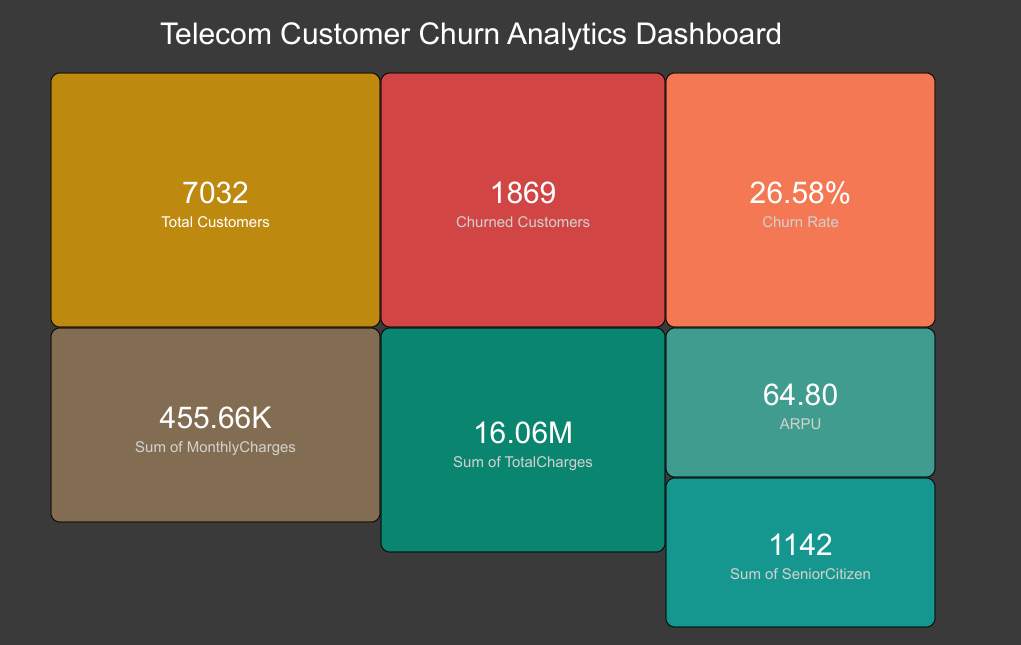 Telecom Customer Churn Analytics Dashboard
7032
Total Customers
1869
Churned Customers
26.58%
Churn Rate
455.66K
Sum of MonthlyCharges
16.06M
Sum of TotalCharges
64.80
ARPU
1142
Sum of SeniorCitizen